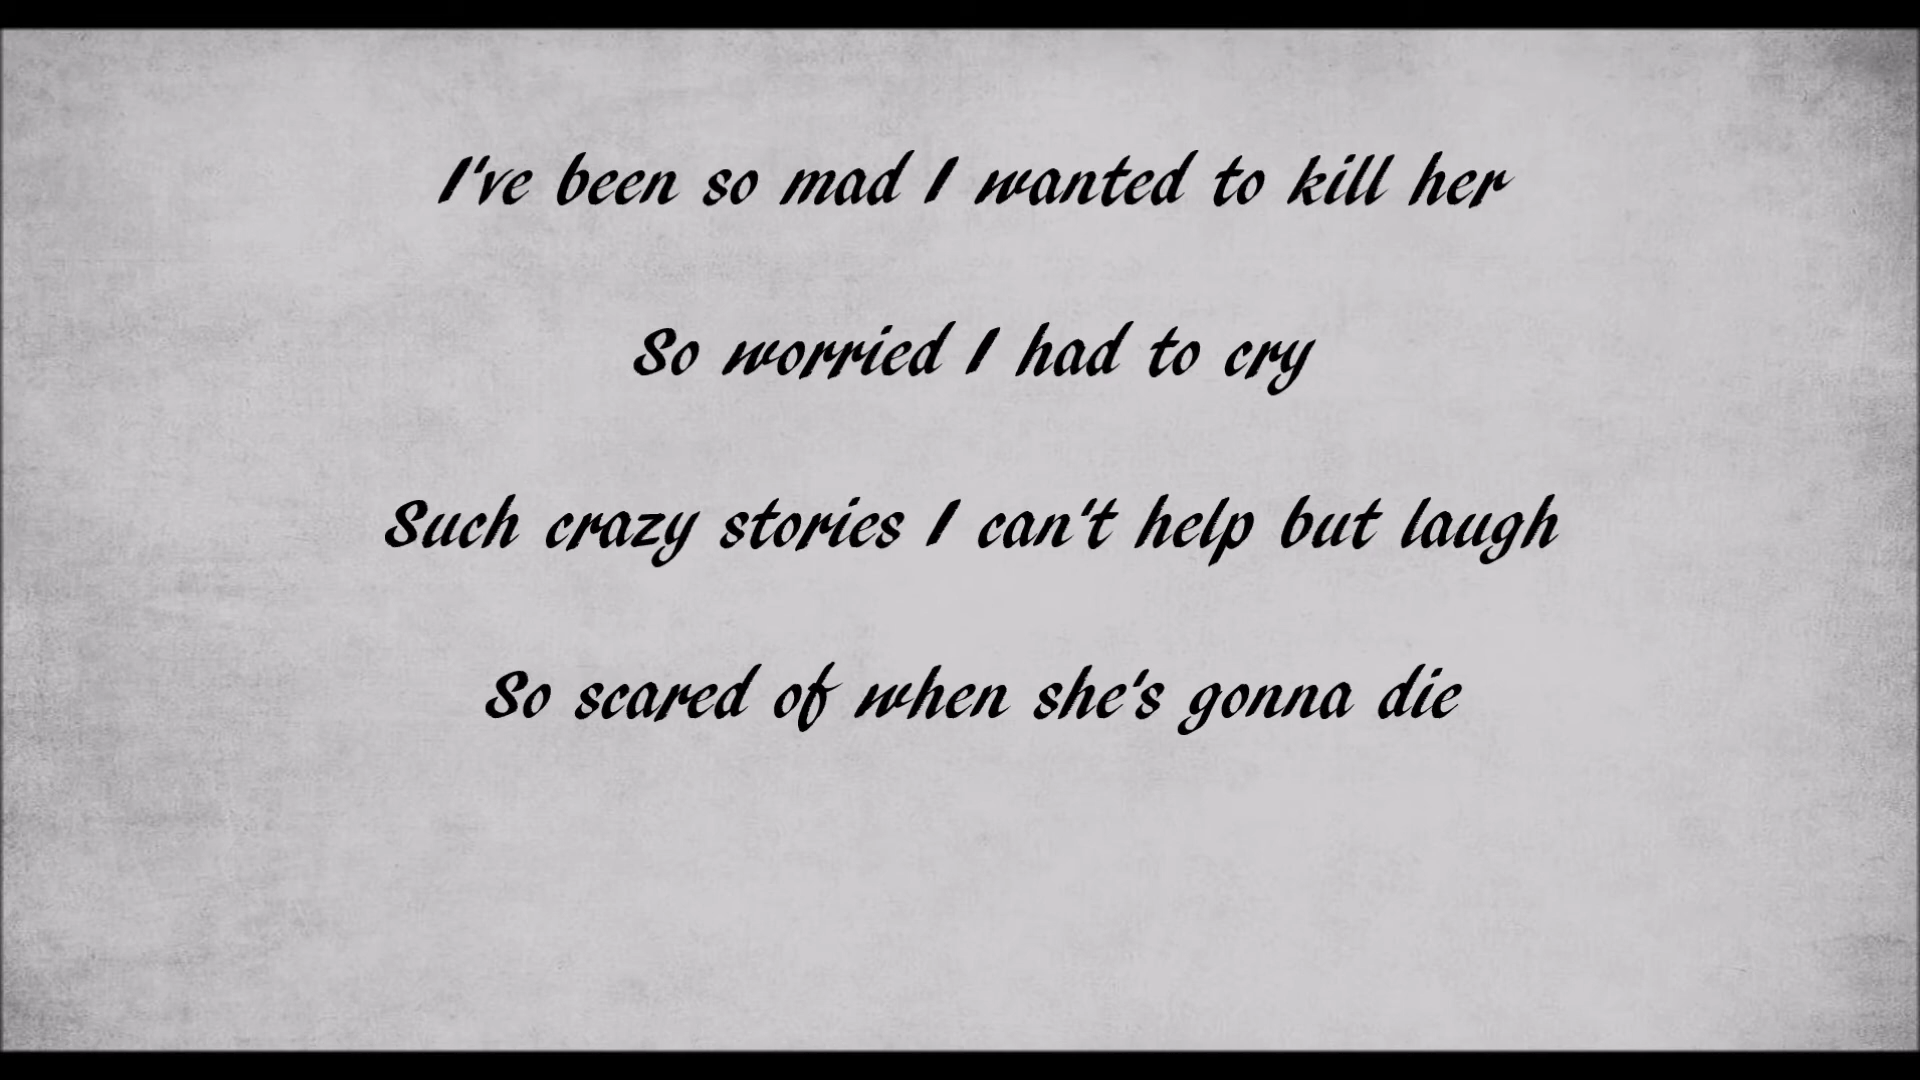 I've been so mad I wanted to kill her
So worried I had to cry
Such crazy stories I can't help but laugh
So scared of when she's gonna die